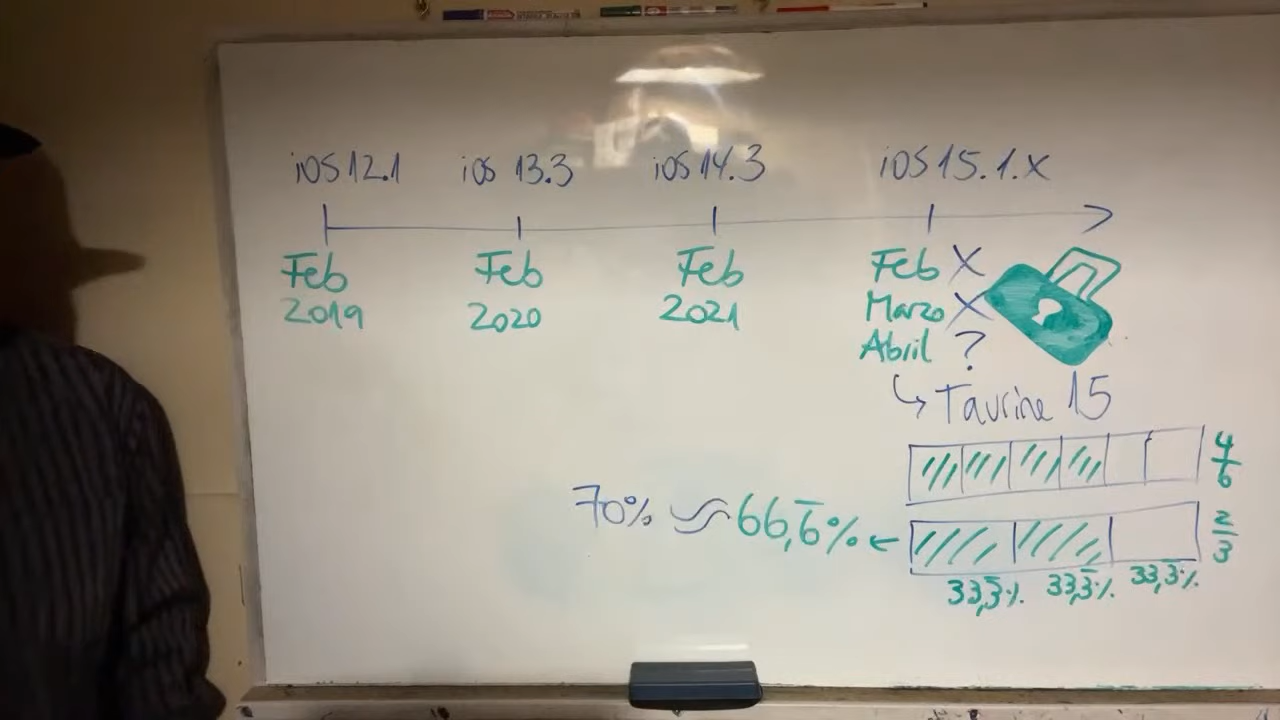 iOS 12.1 iOS 13.3 iOS 14.3 iOS 15.1.x
Feb Feb Feb Feb X
2019 2020 2021 Marzo X
Abril ?
↳ Taurine 15
4/6
70% ≈ 66,6̅% ← 2/3
33,3̅% 33,3̅% 33,3̅%